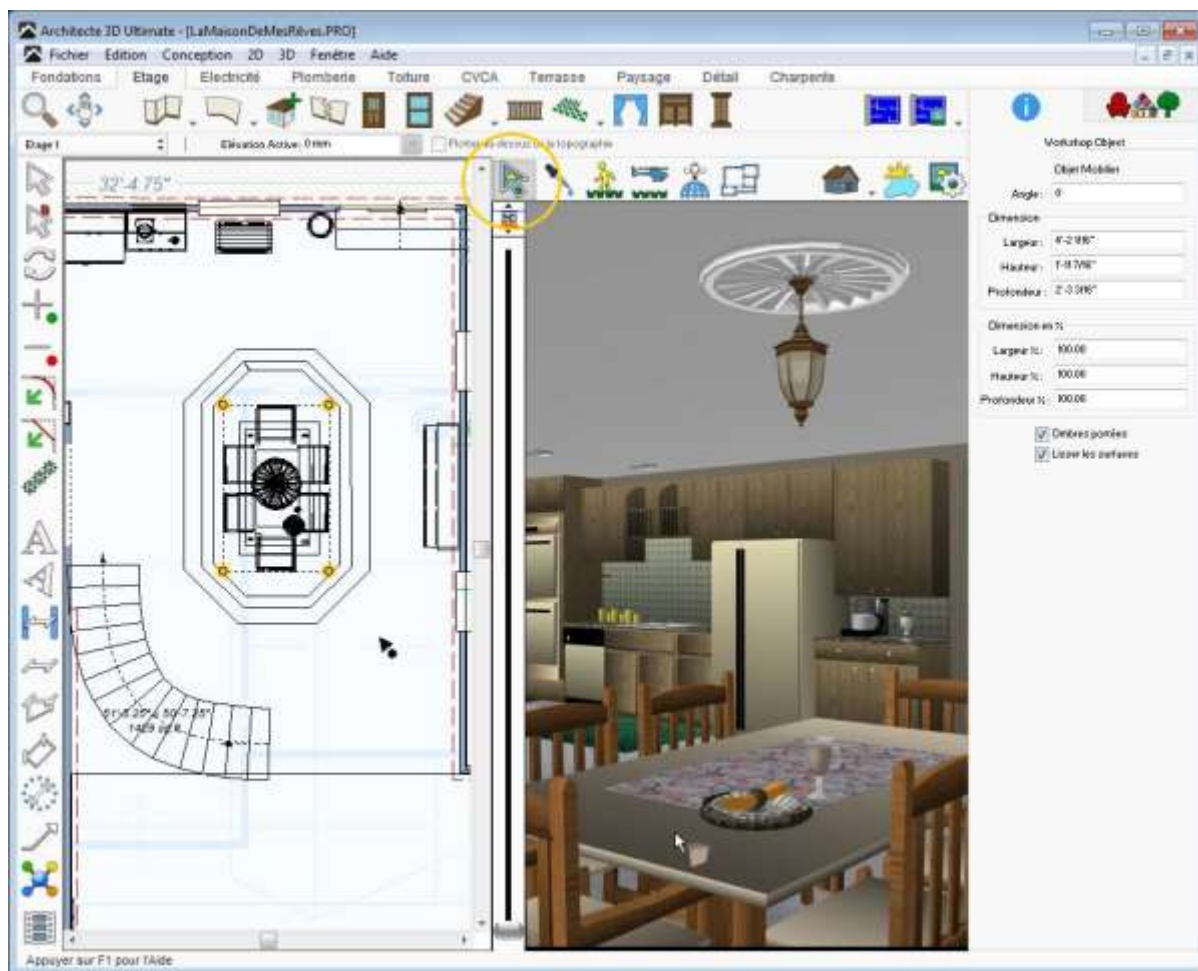 Architecte 3D Ultimate - [LaMaisonDeMesRêves.PRO]
Fichier Edition Conception 2D 3D Fenêtre Aide
Fondations Etage Electricité Plomberie Toiture CVCA Terrasse Paysage Détail Charpente
Etage 1 Elévation Active: 0 mm
Workshop Object
Objet Mobilier
Angle: 0
Dimension
Largeur:
Hauteur:
Profondeur:
Dimension en %
Largeur %: 100.00
Hauteur %: 100.00
Profondeur %: 100.00
Ombres portées
Lisser les surfaces
32'-4.75"
3D
Appuyer sur F1 pour l'Aide